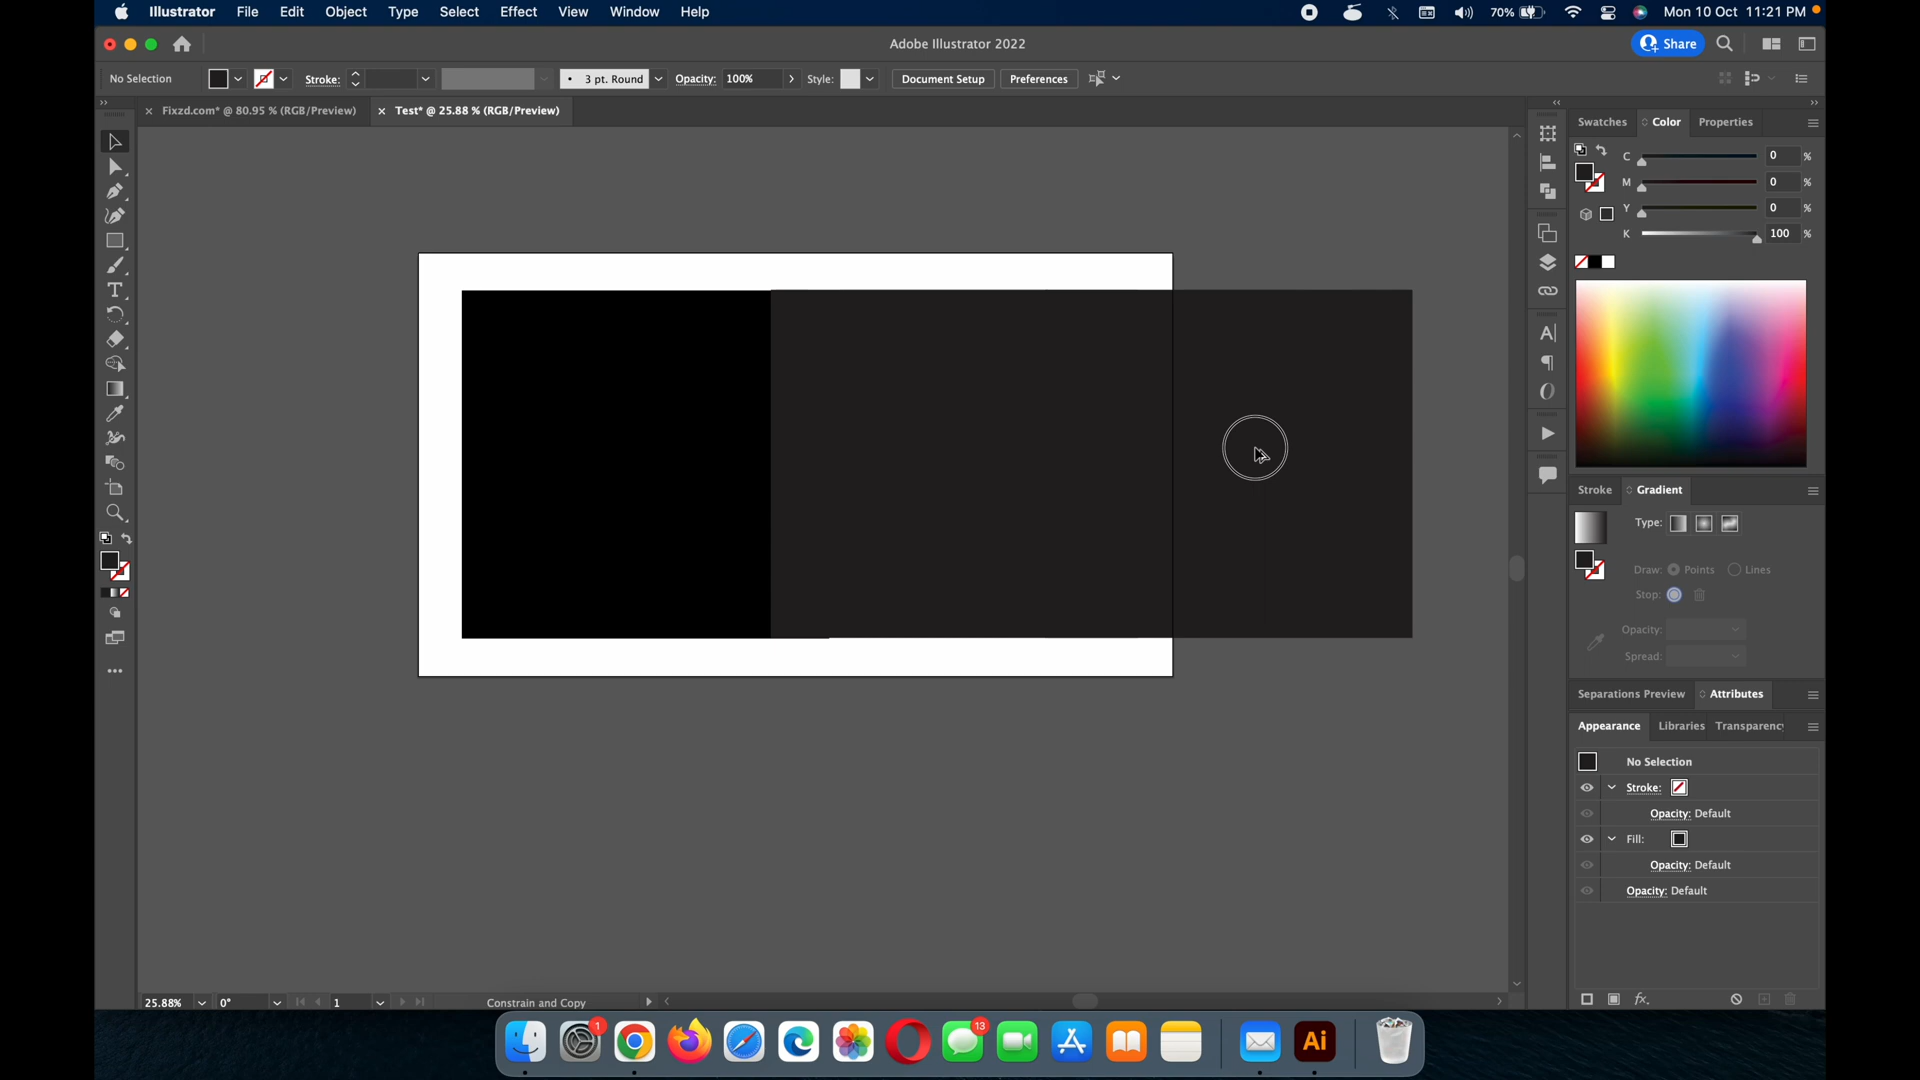 Illustrator File Edit Object Type Select Effect View Window Help 70% Mon 10 Oct 11:21 PM
Adobe Illustrator 2022 Share
No Selection Stroke: 3 pt. Round Opacity: 100% Style: Document Setup Preferences
Fixzd.com* @ 80.95 % (RGB/Preview) Test* @ 25.88 % (RGB/Preview)
Swatches Color Properties
C 0 %
M 0 %
Y 0 %
K 100 %
Stroke Gradient
Type:
Draw: Points Lines
Stop:
Opacity:
Spread:
Separations Preview Attributes
Appearance Libraries Transparency
No Selection
Stroke:
Opacity: Default
Fill:
Opacity: Default
Opacity: Default
25.88% 0° 1 Constrain and Copy
1 13 Ai